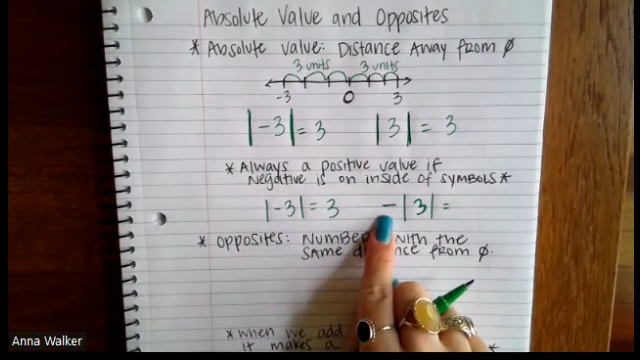 Absolute Value and Opposites
* Absolute Value: Distance Away from 0
3 units 3 units
-3 0 3
|-3| = 3 |3| = 3
* Always a positive value if
Negative is on inside of symbols *
|-3| = 3 -|3| =
* Opposites: Number with the
same from 0.
* when we add
it makes a *
Anna Walker